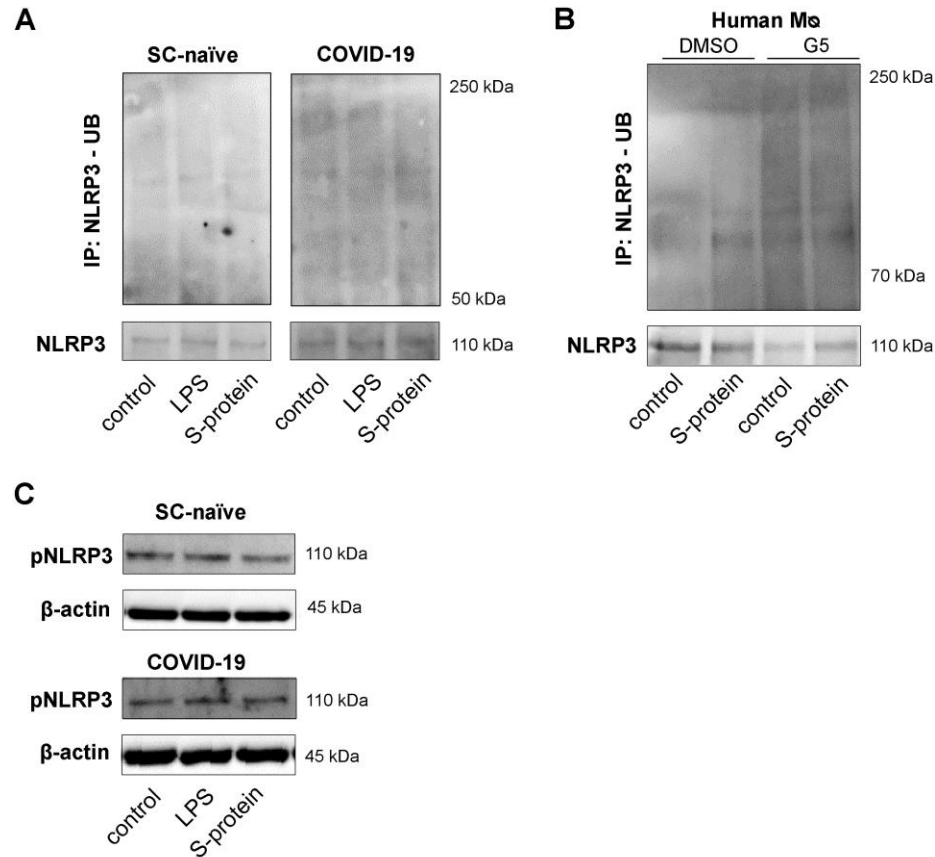 A
SC-naïve
COVID-19
IP: NLRP3 - UB
250 kDa
50 kDa
NLRP3
110 kDa
control
LPS
S-protein
control
LPS
S-protein
B
Human Mⱷ
DMSO
G5
IP: NLRP3 - UB
250 kDa
70 kDa
NLRP3
110 kDa
control
S-protein
control
S-protein
C
SC-naïve
pNLRP3
110 kDa
β-actin
45 kDa
COVID-19
pNLRP3
110 kDa
β-actin
45 kDa
control
LPS
S-protein